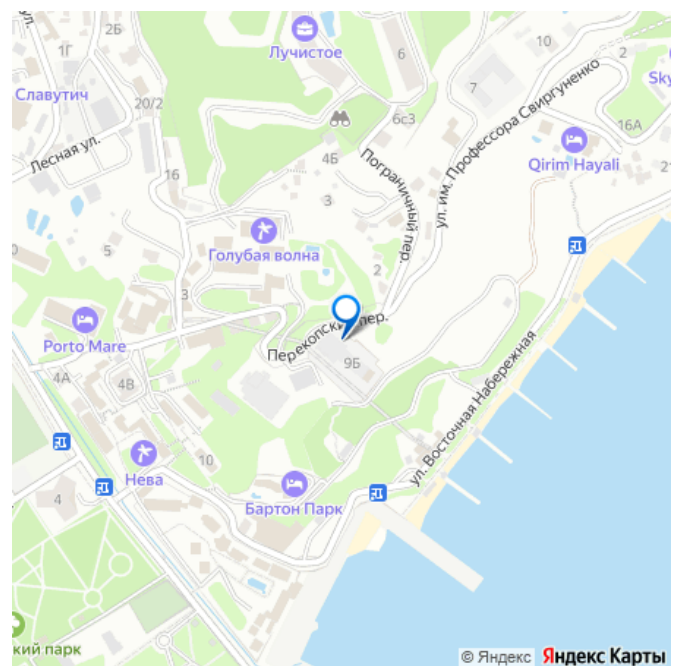 ул.
1Г
2Б
Лучистое
6
10
2
Славутич
20/2
6с3
7
ул. им. Профессора Свиргуненко
Sky
16А
Лесная ул.
16
4Б
Пограничный пер.
Qirim Hayali
5
3
Голубая волна
2
3
Porto Mare
Перекопский пер.
9Б
4А
4В
ул. Восточная Набережная
4
Нева
10
Бартон Парк
кий парк
© Яндекс
Яндекс Карты